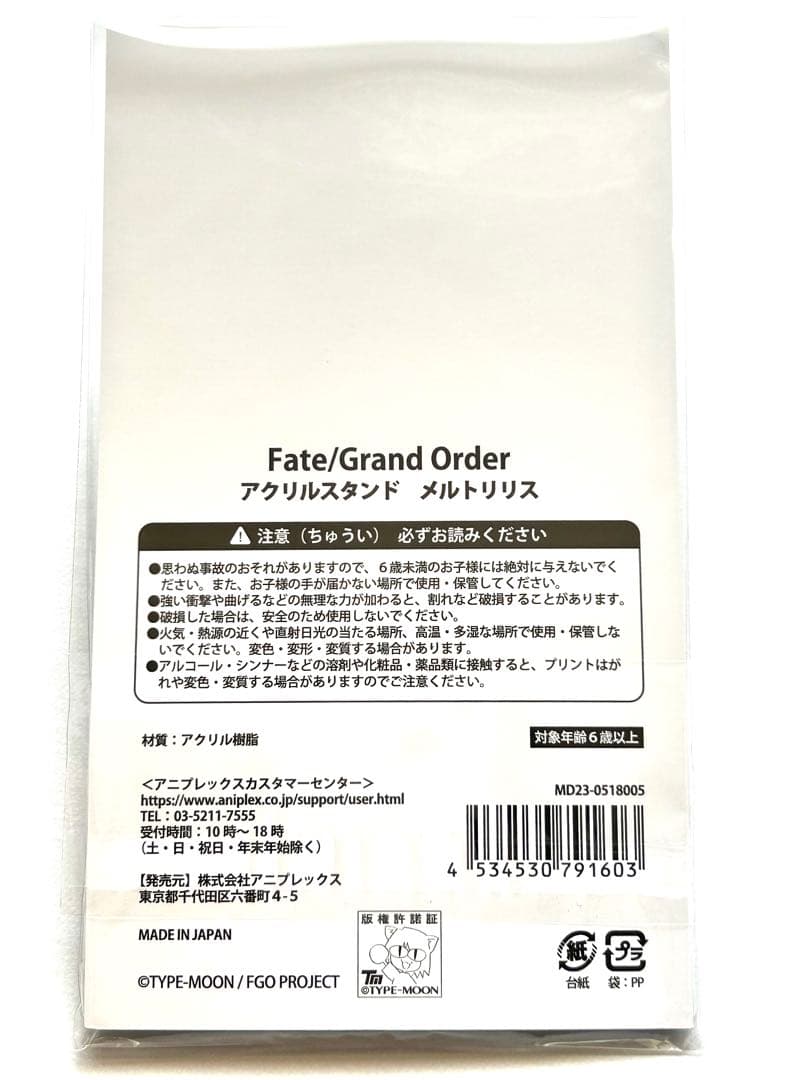 Fate/Grand Order
アクリルスタンド　メルトリリス
注意（ちゅうい）　必ずお読みください
●思わぬ事故のおそれがありますので、６歳未満のお子様には絶対に与えないでく
ださい。また、お子様の手が届かない場所で使用・保管してください。
●強い衝撃や曲げるなどの無理な力が加わると、割れなど破損することがあります。
●破損した場合は、安全のため使用しないでください。
●火気・熱源の近くや直射日光の当たる場所、高温・多湿な場所で使用・保管しな
いでください。変色・変形・変質する場合があります。
●アルコール・シンナーなどの溶剤や化粧品・薬品類に接触すると、プリントはが
れや変色・変質する場合がありますのでご注意ください。
材質：アクリル樹脂
対象年齢６歳以上
＜アニプレックスカスタマーセンター＞
https://www.aniplex.co.jp/support/user.html
TEL：03-5211-7555
受付時間：10時～18時
（土・日・祝日・年末年始除く）
MD23-0518005
4 534530 791603
【発売元】株式会社アニプレックス
東京都千代田区六番町4-5
MADE IN JAPAN
©TYPE-MOON / FGO PROJECT
版権許諾証
TM
©TYPE-MOON
紙
台紙
プラ
袋：PP